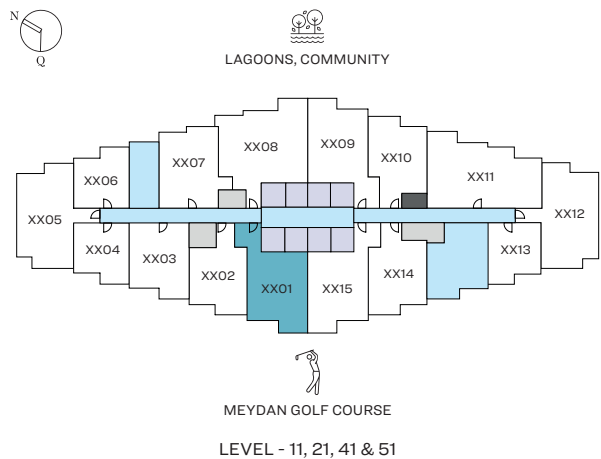 N
Q
LAGOONS, COMMUNITY
XX08
XX09
XX07
XX10
XX06
XX11
XX05
XX12
XX04
XX03
XX13
XX02
XX14
XX01
XX15
MEYDAN GOLF COURSE
LEVEL - 11, 21, 41 & 51